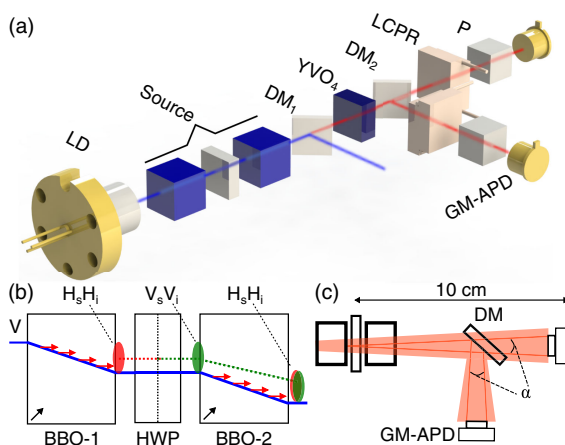 (a)
LD
Source
DM₁
YVO₄
DM₂
LCPR
P
GM-APD
(b)
HₛHᵢ
VₛVᵢ
HₛHᵢ
V
BBO-1
HWP
BBO-2
(c)
10 cm
DM
α
GM-APD